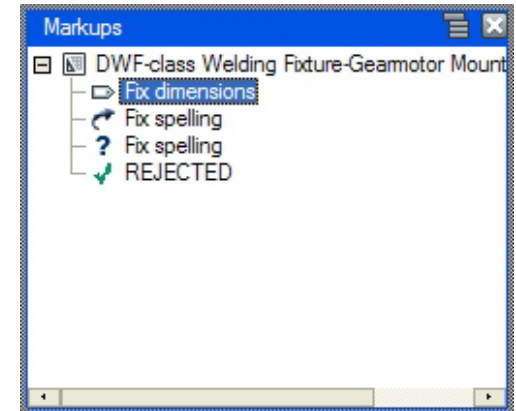 Markups
DWF-class Welding Fixture-Gearmotor Mount
Fix dimensions
Fix spelling
? Fix spelling
REJECTED